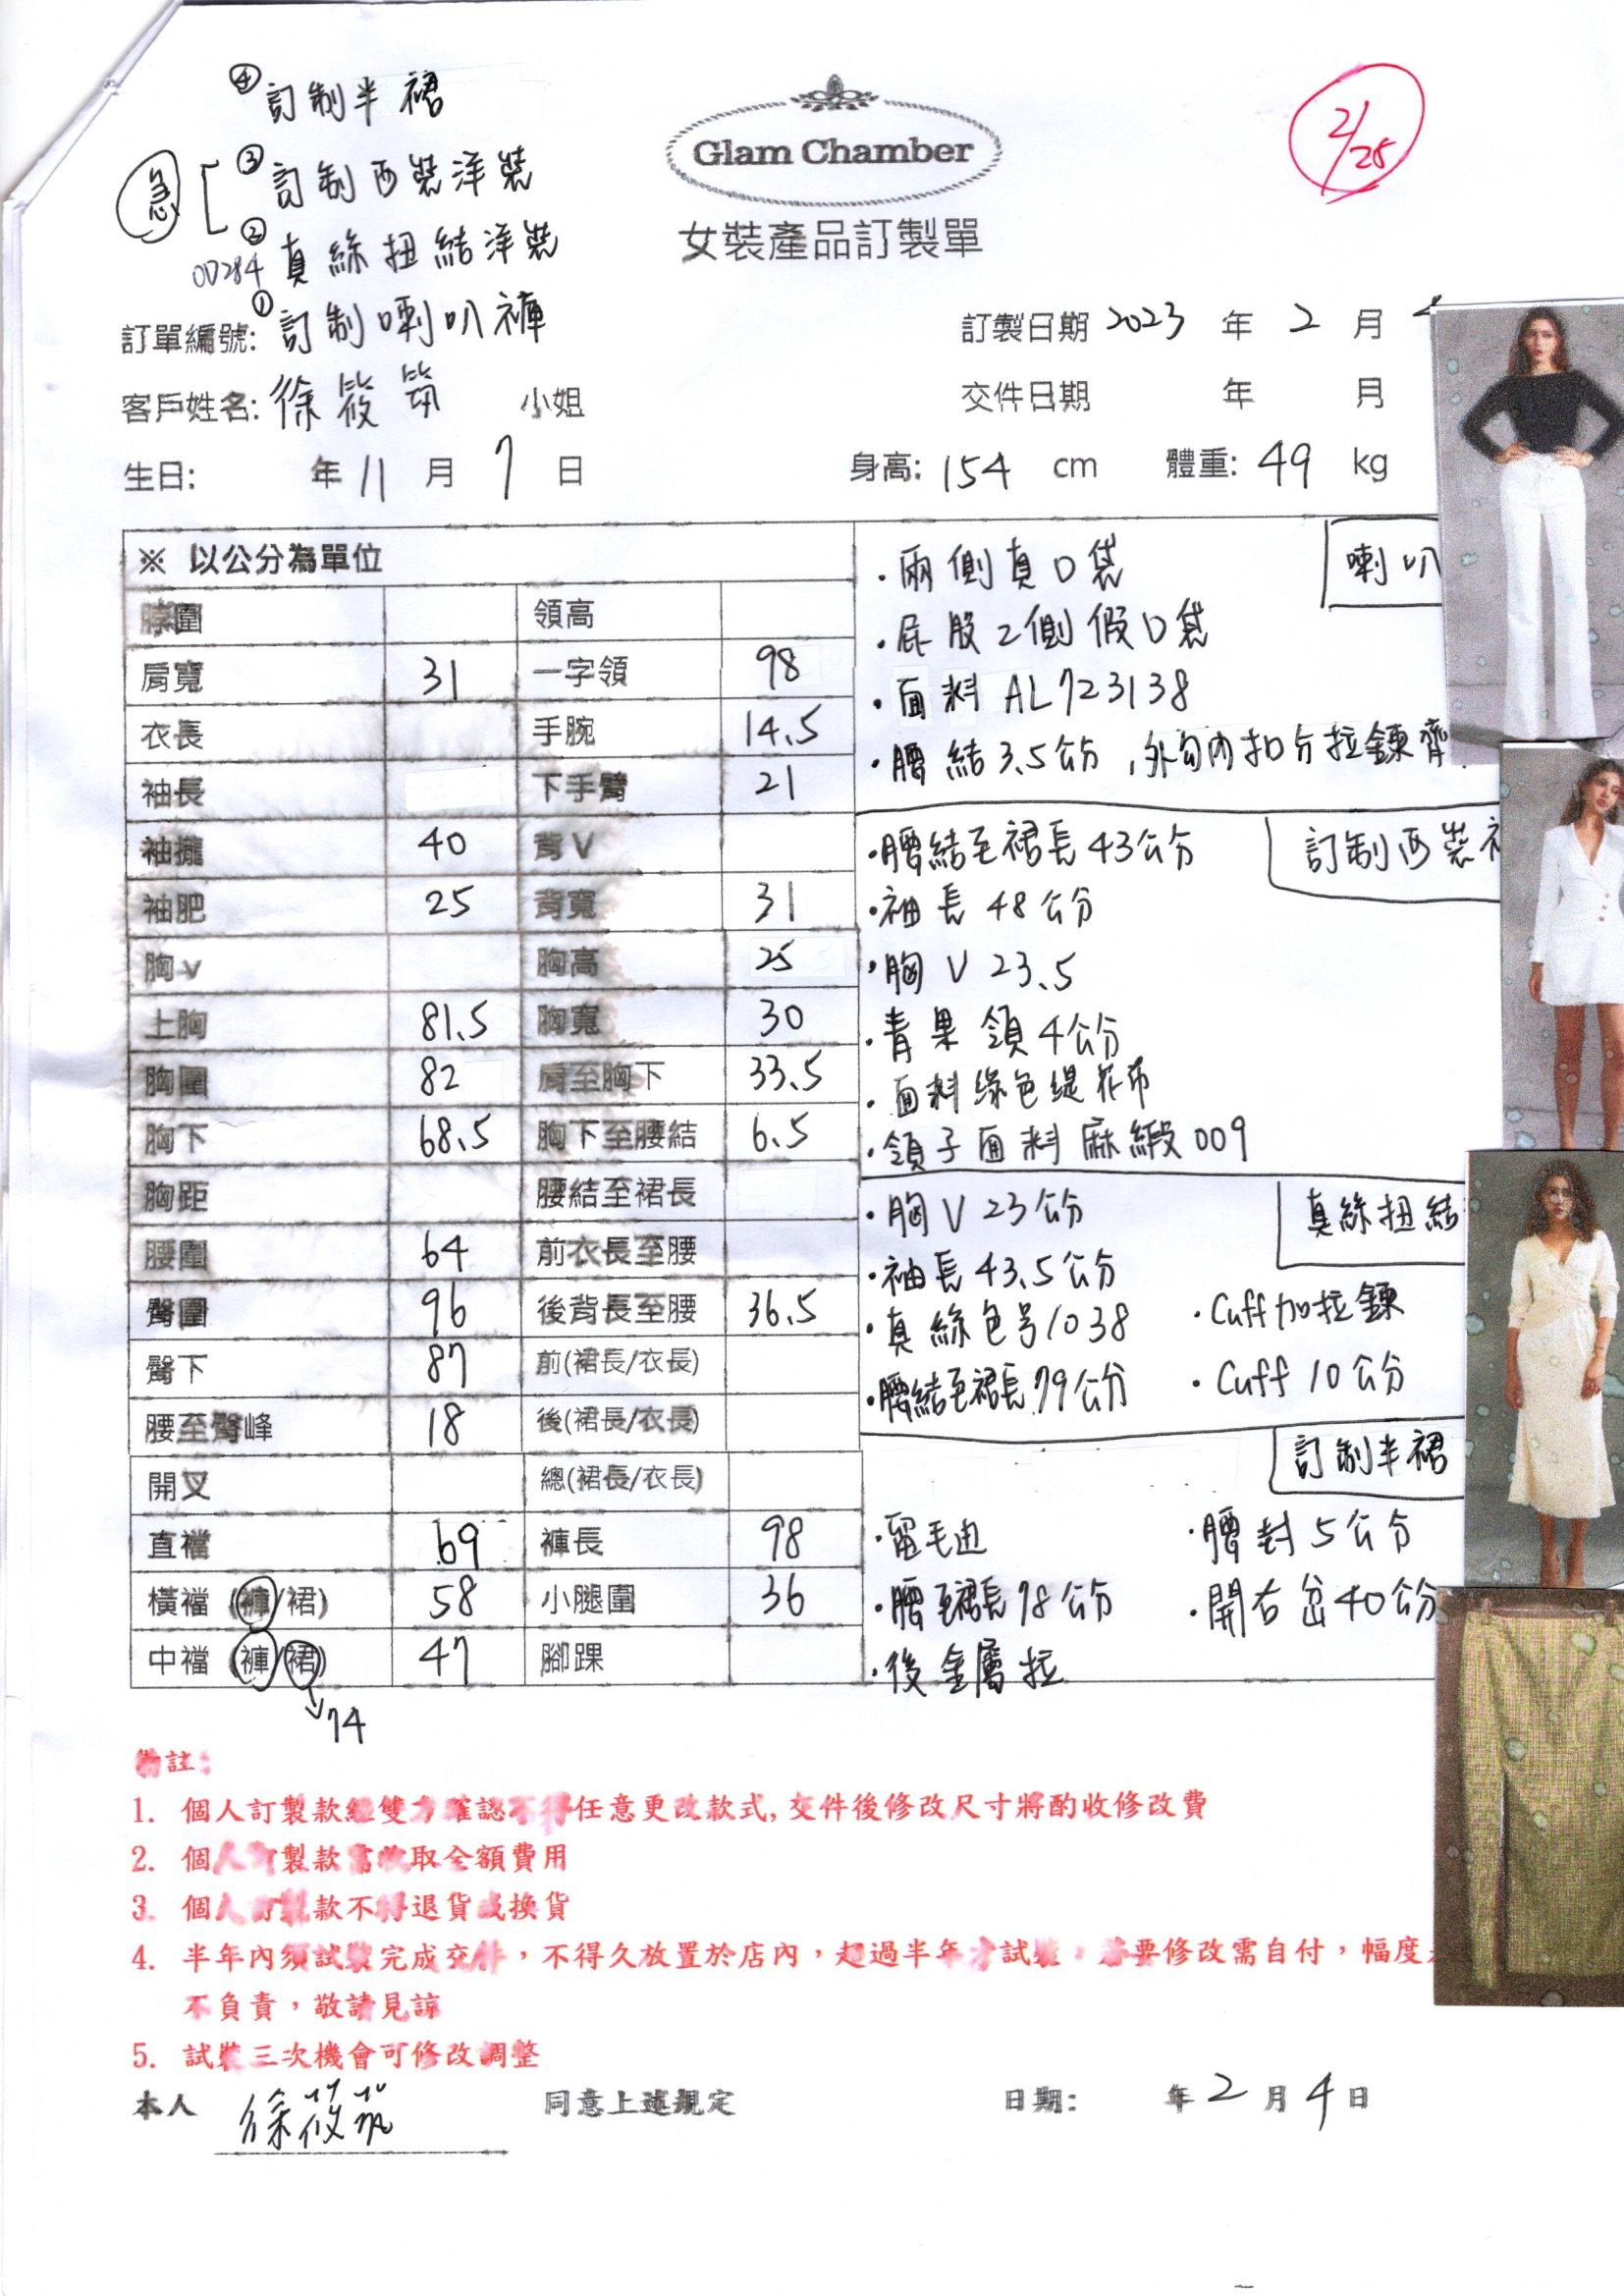 ④訂制半裙
Glam Chamber
2/25
急
③訂制西裝洋裝
女裝產品訂製單
②真絲扭結洋裝
OD284
訂單編號: ①訂制喇叭褲
訂製日期 2023 年 2 月
客戶姓名: 徐筱筑 小姐
交件日期 年 月
生日: 年 11 月 7 日 身高: 154 cm 體重: 49 kg
※ 以公分為單位
脖圍 領高
肩寬 31 一字領 98
衣長 手腕 14.5
袖長 下手臂 21
袖攏 40 背V
袖肥 25 背寬 31
胸V 胸高 25
上胸 81.5 胸寬 30
胸圍 82 肩至胸下 33.5
胸下 68.5 胸下至腰結 6.5
胸距 腰結至裙長
腰圍 64 前衣長至腰
臀圍 96 後背長至腰 36.5
臀下 87 前(裙長/衣長)
腰至臀峰 18 後(裙長/衣長)
開叉 總(裙長/衣長)
直襠 69 褲長 98
橫襠 (褲/裙) 58 小腿圍 36
中襠 (褲/裙) 47 腳踝
→74
喇叭
·兩側真口袋
·屁股2側假口袋
·面料 AL723138
·腰結3.5公分,外勾內扣分拉鍊齊
訂制西裝
·腰結至裙長43公分
·袖長 48公分
·胸V 23.5
·青果領4公分
·面料綠色緹花布
·領子面料麻緞009
真絲扭結
·胸V 23公分
·袖長43.5公分
·真絲色号1038 ·Cuff加拉鍊
·腰結至裙長79公分 ·Cuff 10公分
訂制半裙
·留毛边 ·腰封5公分
·腰至裙長78公分 ·開右岔40公分
·後金屬拉
備註:
1. 個人訂製款經雙方確認不得任意更改款式,交件後修改尺寸將酌收修改費
2. 個人訂製款需收取全額費用
3. 個人訂製款不得退貨或換貨
4. 半年內須試裝完成交件,不得久放置於店內,超過半年才試裝,若要修改需自付,幅度
不負責,敬請見諒
5. 試裝三次機會可修改調整
本人 徐筱筑 同意上述規定 日期: 年 2 月 4 日